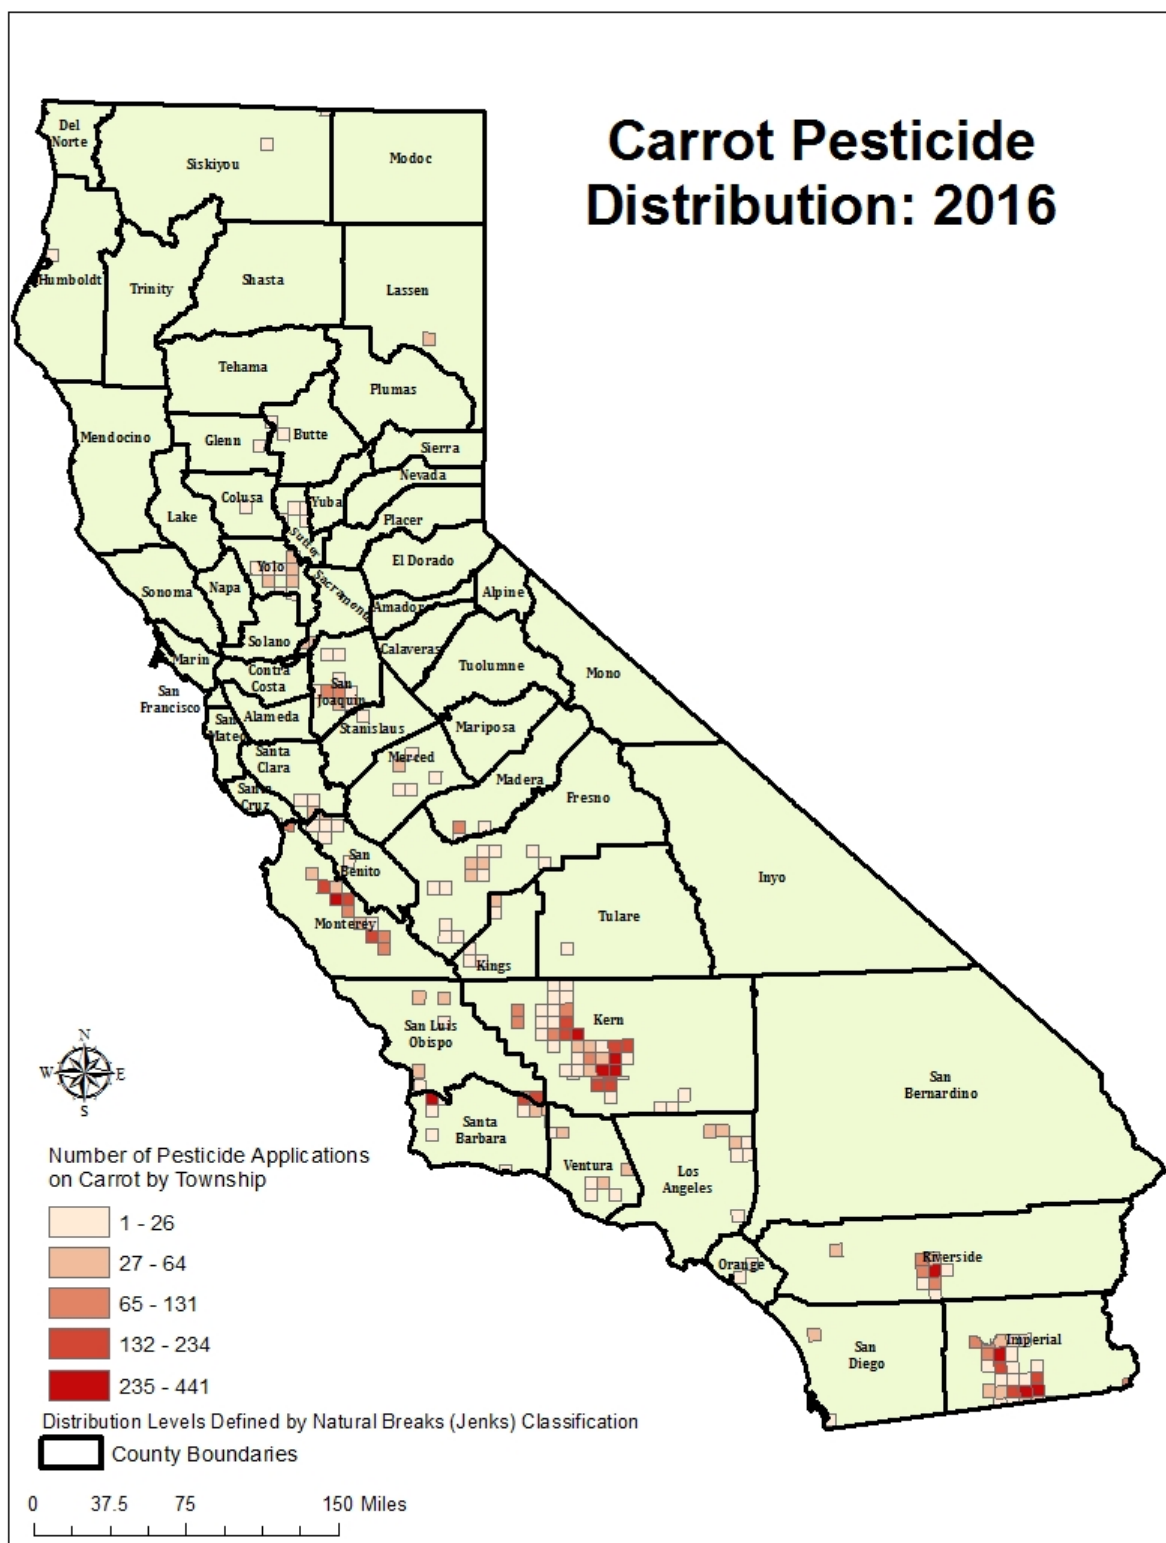 Carrot Pesticide
Distribution: 2016
Del
Norte
Siskiyou
Modoc
Humboldt
Trinity
Shasta
Lassen
Tehama
Plumas
Mendocino
Glenn
Butte
Sierra
Nevada
Colusa
Yuba
Lake
Placer
Sutter
Yolo
El Dorado
Sonoma
Napa
Sacramento
Amador
Alpine
Solano
Calaveras
Marin
Contra
Costa
Tuolumne
Mono
San
Francisco
San
Joaquin
Alameda
San
Mateo
Stanislaus
Mariposa
Santa
Clara
Merced
Madera
Santa
Cruz
Fresno
San
Benito
Inyo
Monterey
Tulare
Kings
San Luis
Obispo
Kern
San
Bernardino
N
W
E
S
Santa
Barbara
Ventura
Los
Angeles
Orange
Riverside
San
Diego
Imperial
Number of Pesticide Applications
on Carrot by Township
1 - 26
27 - 64
65 - 131
132 - 234
235 - 441
Distribution Levels Defined by Natural Breaks (Jenks) Classification
County Boundaries
0 37.5 75 150 Miles